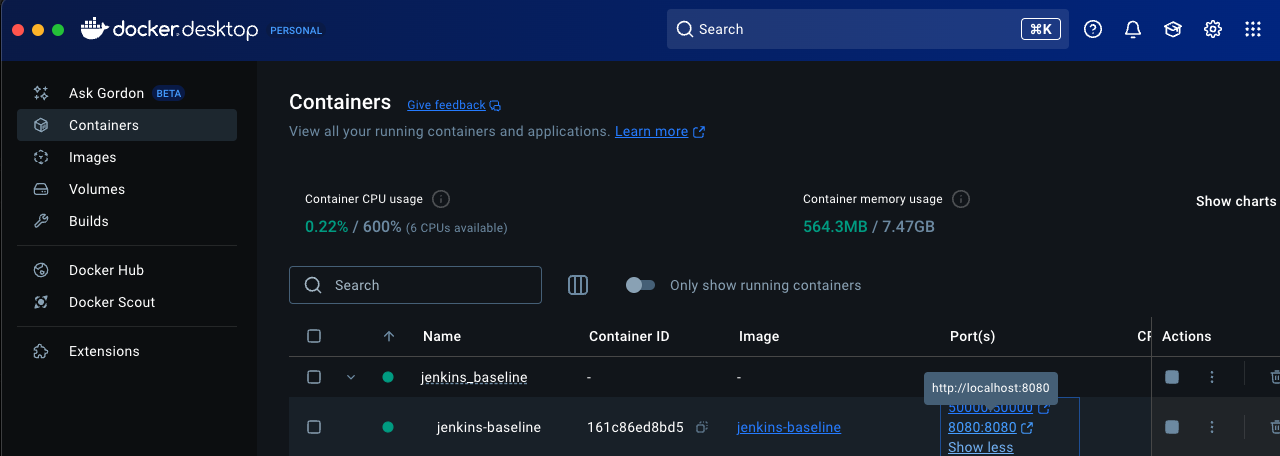 docker.desktop PERSONAL
Search ⌘K
Ask Gordon BETA
Containers
Images
Volumes
Builds
Docker Hub
Docker Scout
Extensions
Containers Give feedback
View all your running containers and applications. Learn more
Container CPU usage
0.22% / 600% (6 CPUs available)
Container memory usage
564.3MB / 7.47GB
Show charts
Search
Only show running containers
Name Container ID Image Port(s) Actions
jenkins_baseline - -
http://localhost:8080
50000:50000
jenkins-baseline 161c86ed8bd5 jenkins-baseline 8080:8080
Show less